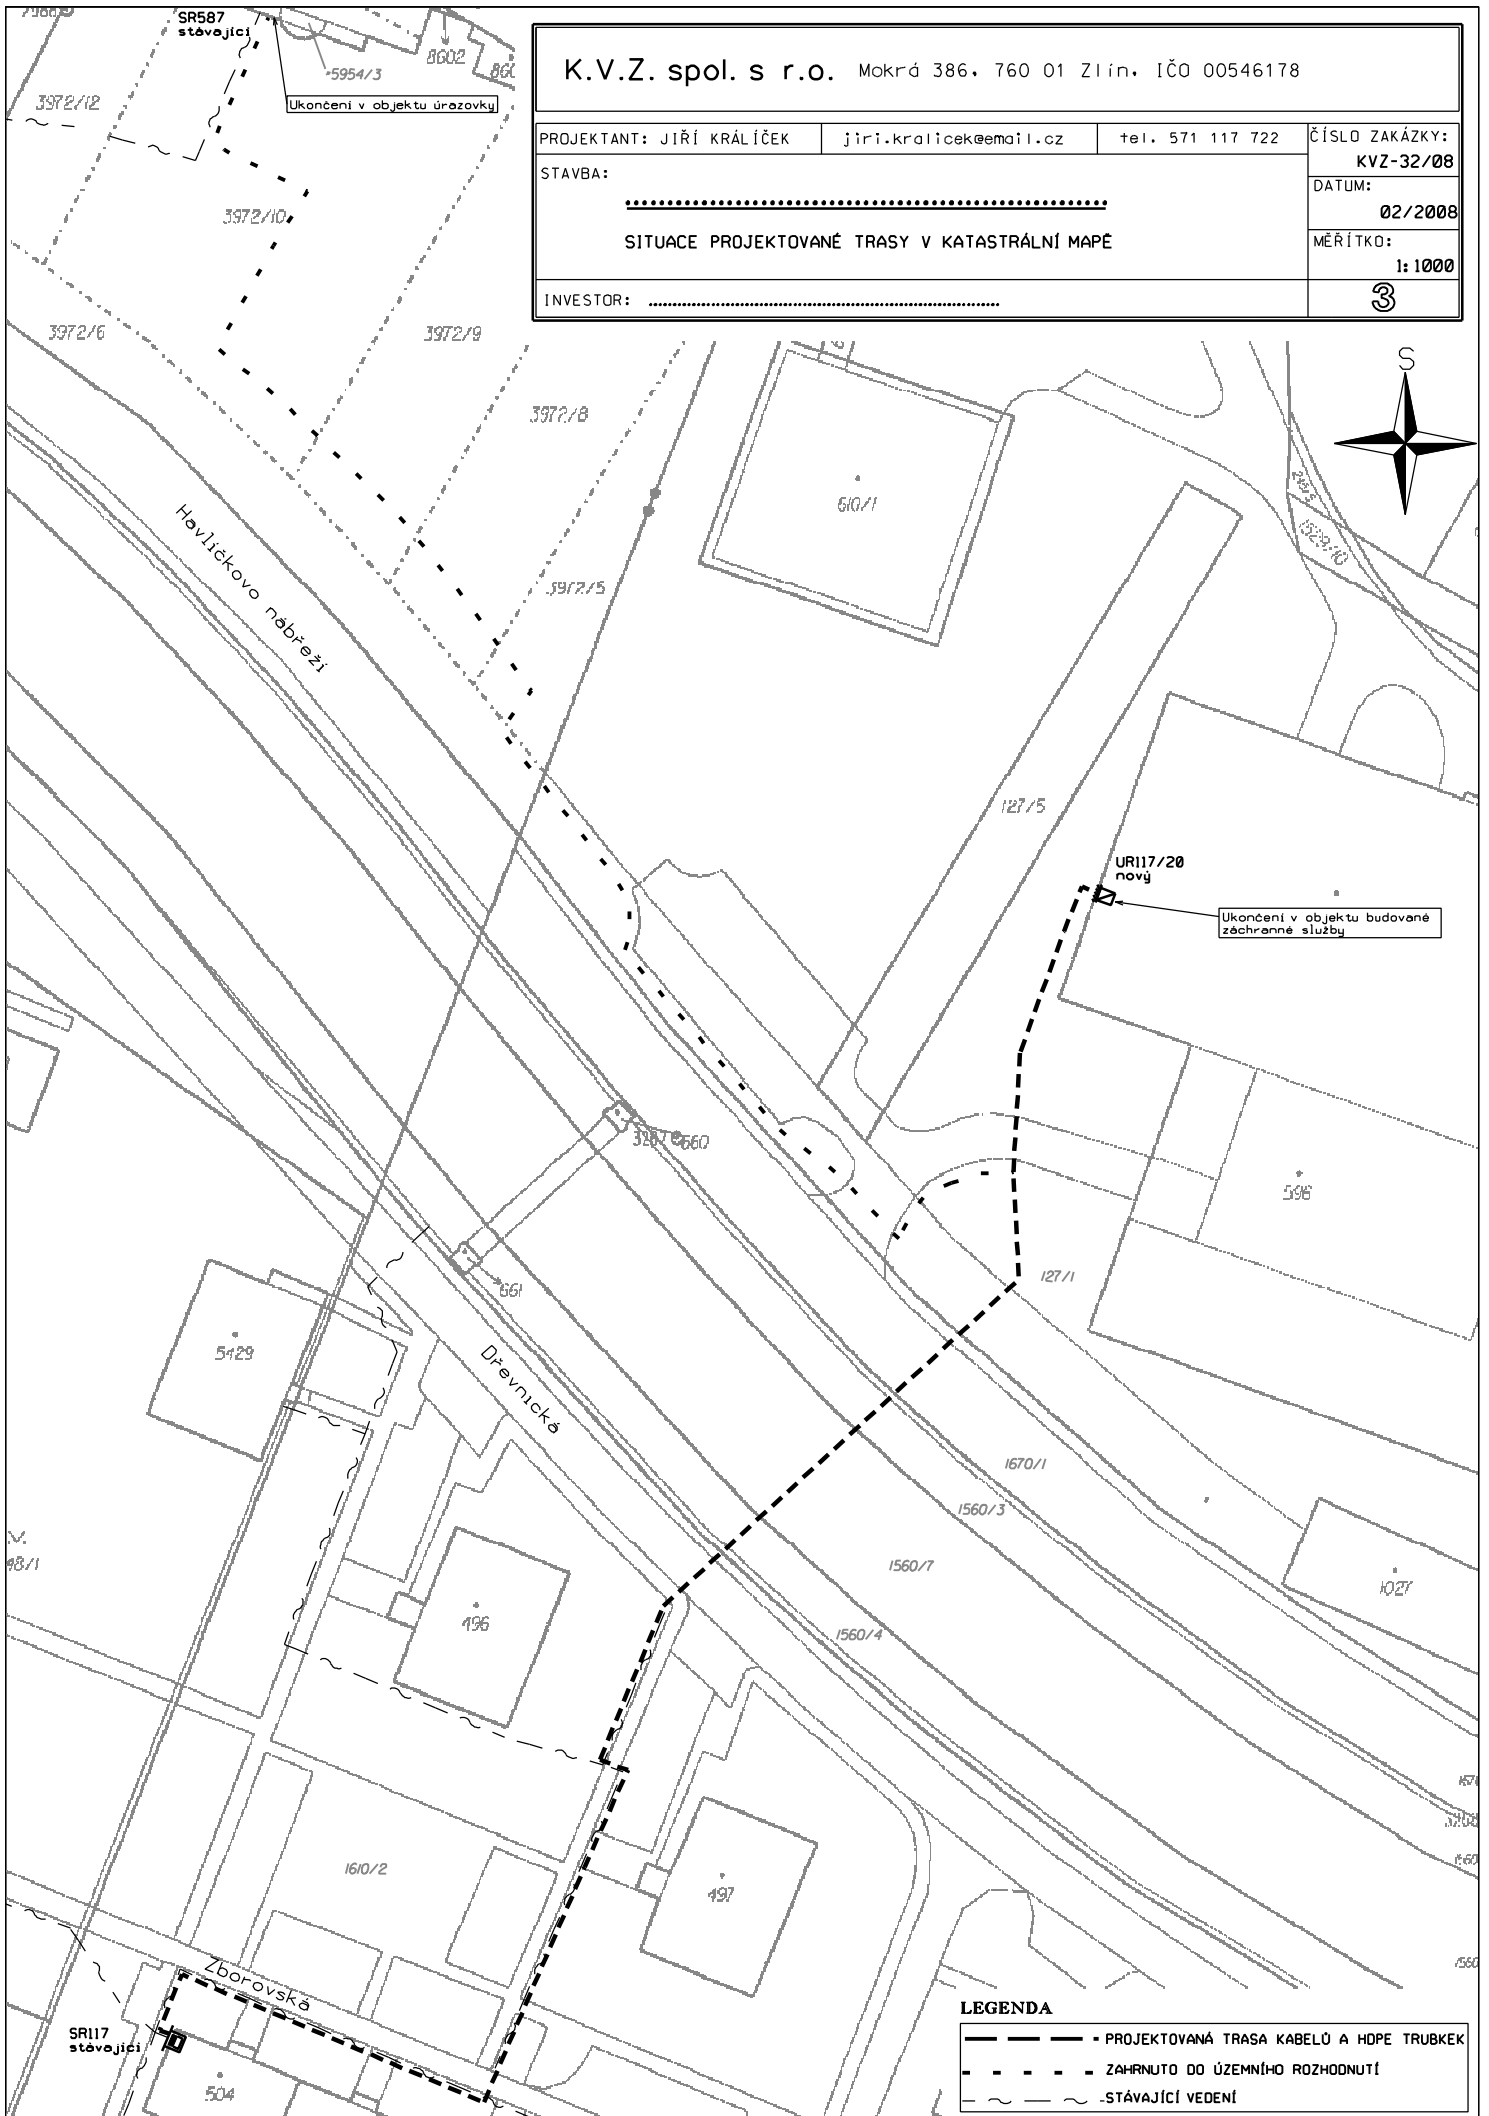 SR587
stávající
5954/3
8602
3972/12
Ukončení v objektu úrazovky
K.V.Z. spol. s r.o. Mokrá 386, 760 01 Zlín, IČO 00546178
PROJEKTANT: JIŘÍ KRÁLÍČEK
jiri.kralicek@email.cz
tel. 571 117 722
ČÍSLO ZAKÁZKY:
KVZ-32/08
STAVBA:
DATUM:
02/2008
SITUACE PROJEKTOVANÉ TRASY V KATASTRÁLNÍ MAPĚ
MĚŘÍTKO:
1:1000
INVESTOR:
3
3972/10
3972/6
3972/9
S
3972/8
610/1
Havlíčkovo nábřeží
3972/5
127/5
UR117/20
nový
Ukončení v objektu budované
záchranné služby
660
596
661
127/1
5429
Dřevnická
1670/1
1560/3
1560/7
1027
496
1560/4
1610/2
497
Zborovská
SR117
stávající
504
LEGENDA
PROJEKTOVANÁ TRASA KABELŮ A HDPE TRUBKEK
ZAHRNUTO DO ÚZEMNÍHO ROZHODNUTÍ
STÁVAJÍCÍ VEDENÍ